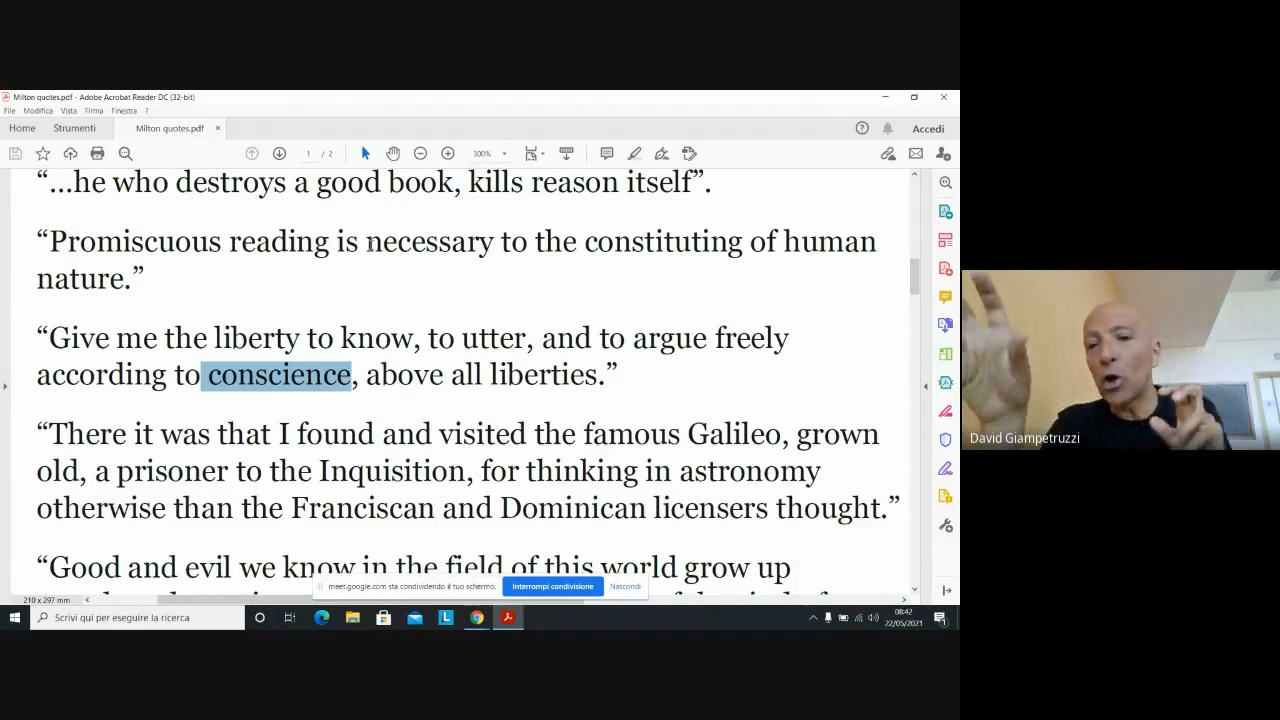 Milton quotes.pdf - Adobe Acrobat Reader DC (32-bit)
File Modifica Vista Firma Finestra ?
Home Strumenti Milton quotes.pdf × Accedi
1 / 2 300%
“...he who destroys a good book, kills reason itself”.
“Promiscuous reading is necessary to the constituting of human
nature.”
“Give me the liberty to know, to utter, and to argue freely
according to conscience, above all liberties.”
“There it was that I found and visited the famous Galileo, grown
old, a prisoner to the Inquisition, for thinking in astronomy
otherwise than the Franciscan and Dominican licensers thought.”
“Good and evil we know in the field of this world grow up
meet.google.com sta condividendo il tuo schermo. Interrompi condivisione Nascondi
210 x 297 mm
Scrivi qui per eseguire la ricerca
L
08:42
22/05/2021
David Giampetruzzi